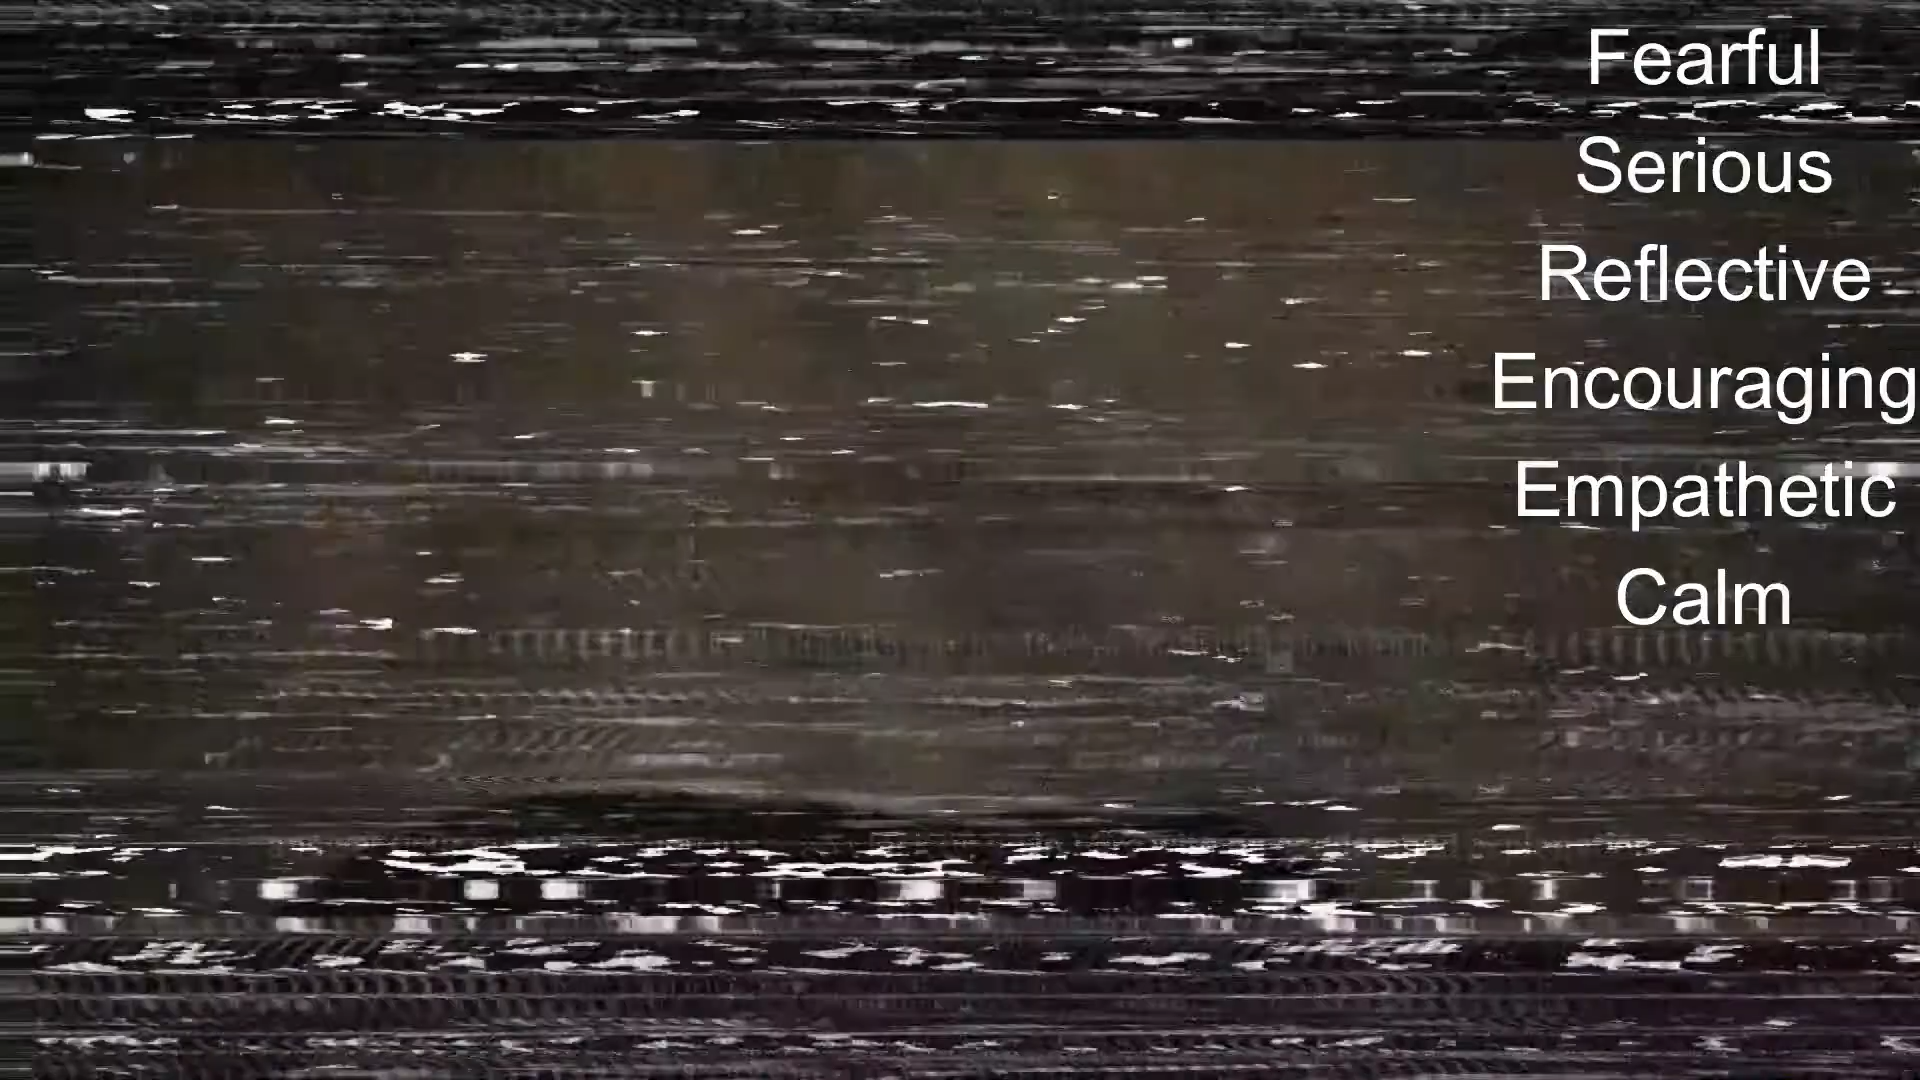 Fearful
Serious
Reflective
Encouraging
Empathetic
Calm